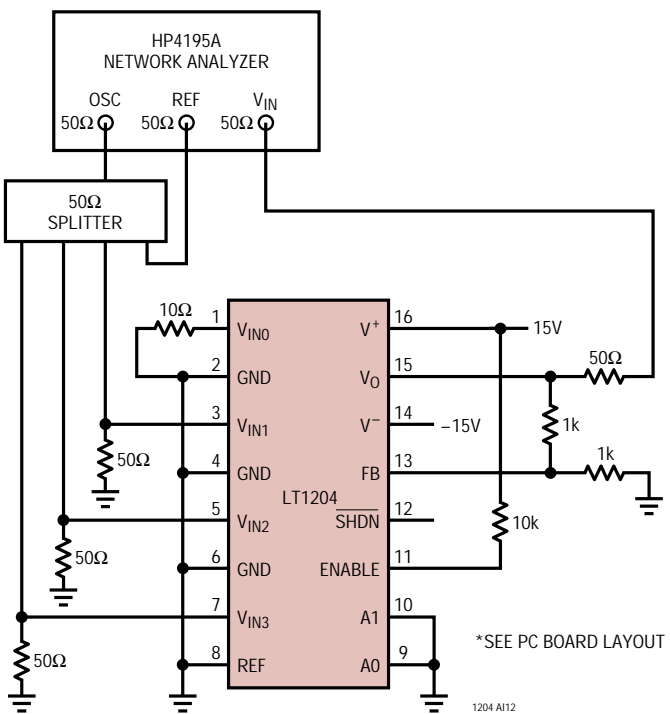 HP4195A
NETWORK ANALYZER
OSC
REF
VIN
50Ω
50Ω
50Ω
50Ω
SPLITTER
10Ω
1
VIN0
16
V+
15V
2
GND
15
VO
50Ω
3
VIN1
14
V−
−15V
1k
50Ω
4
GND
13
FB
1k
LT1204
5
VIN2
12
SHDN
10k
50Ω
6
GND
11
ENABLE
7
VIN3
10
A1
*SEE PC BOARD LAYOUT
50Ω
8
REF
9
A0
1204 AI12